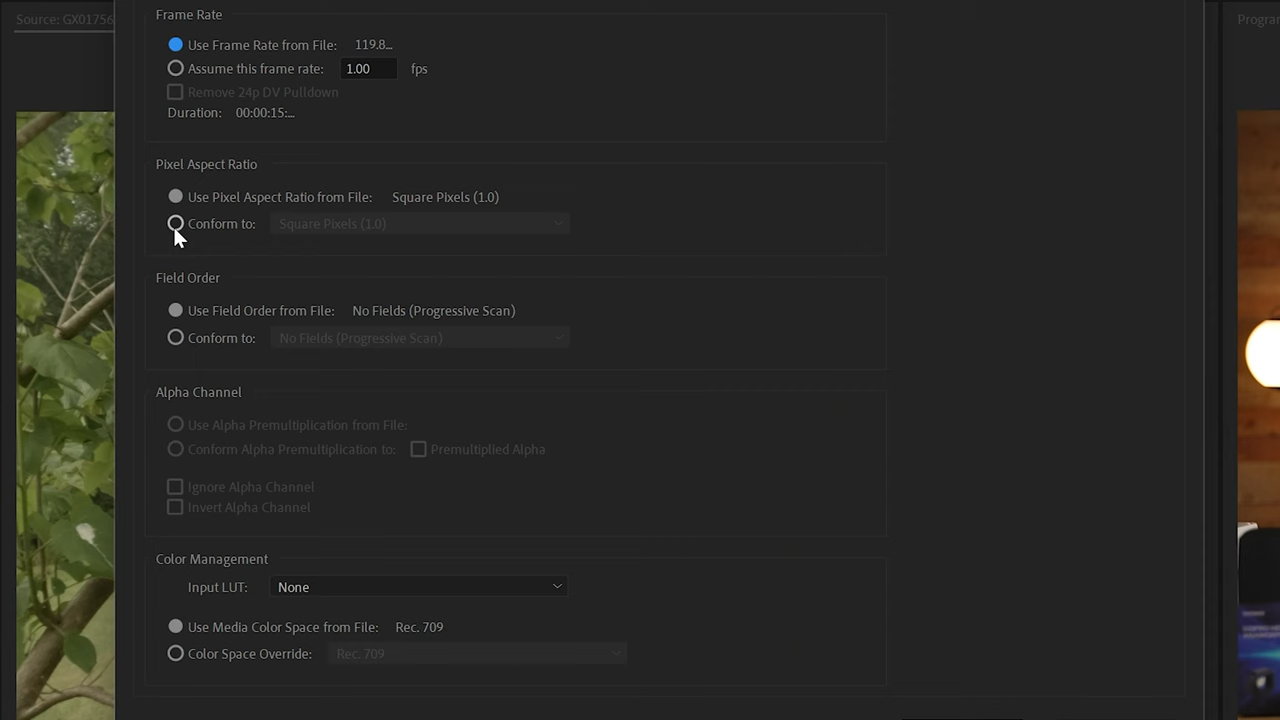 Source: GX01756
Frame Rate
Use Frame Rate from File: 119.8...
Assume this frame rate: 1.00 fps
Remove 24p DV Pulldown
Duration: 00:00:15:...
Pixel Aspect Ratio
Use Pixel Aspect Ratio from File: Square Pixels (1.0)
Conform to: Square Pixels (1.0)
Field Order
Use Field Order from File: No Fields (Progressive Scan)
Conform to: No Fields (Progressive Scan)
Alpha Channel
Use Alpha Premultiplication from File:
Conform Alpha Premultiplication to: Premultiplied Alpha
Ignore Alpha Channel
Invert Alpha Channel
Color Management
Input LUT: None
Use Media Color Space from File: Rec. 709
Color Space Override: Rec. 709